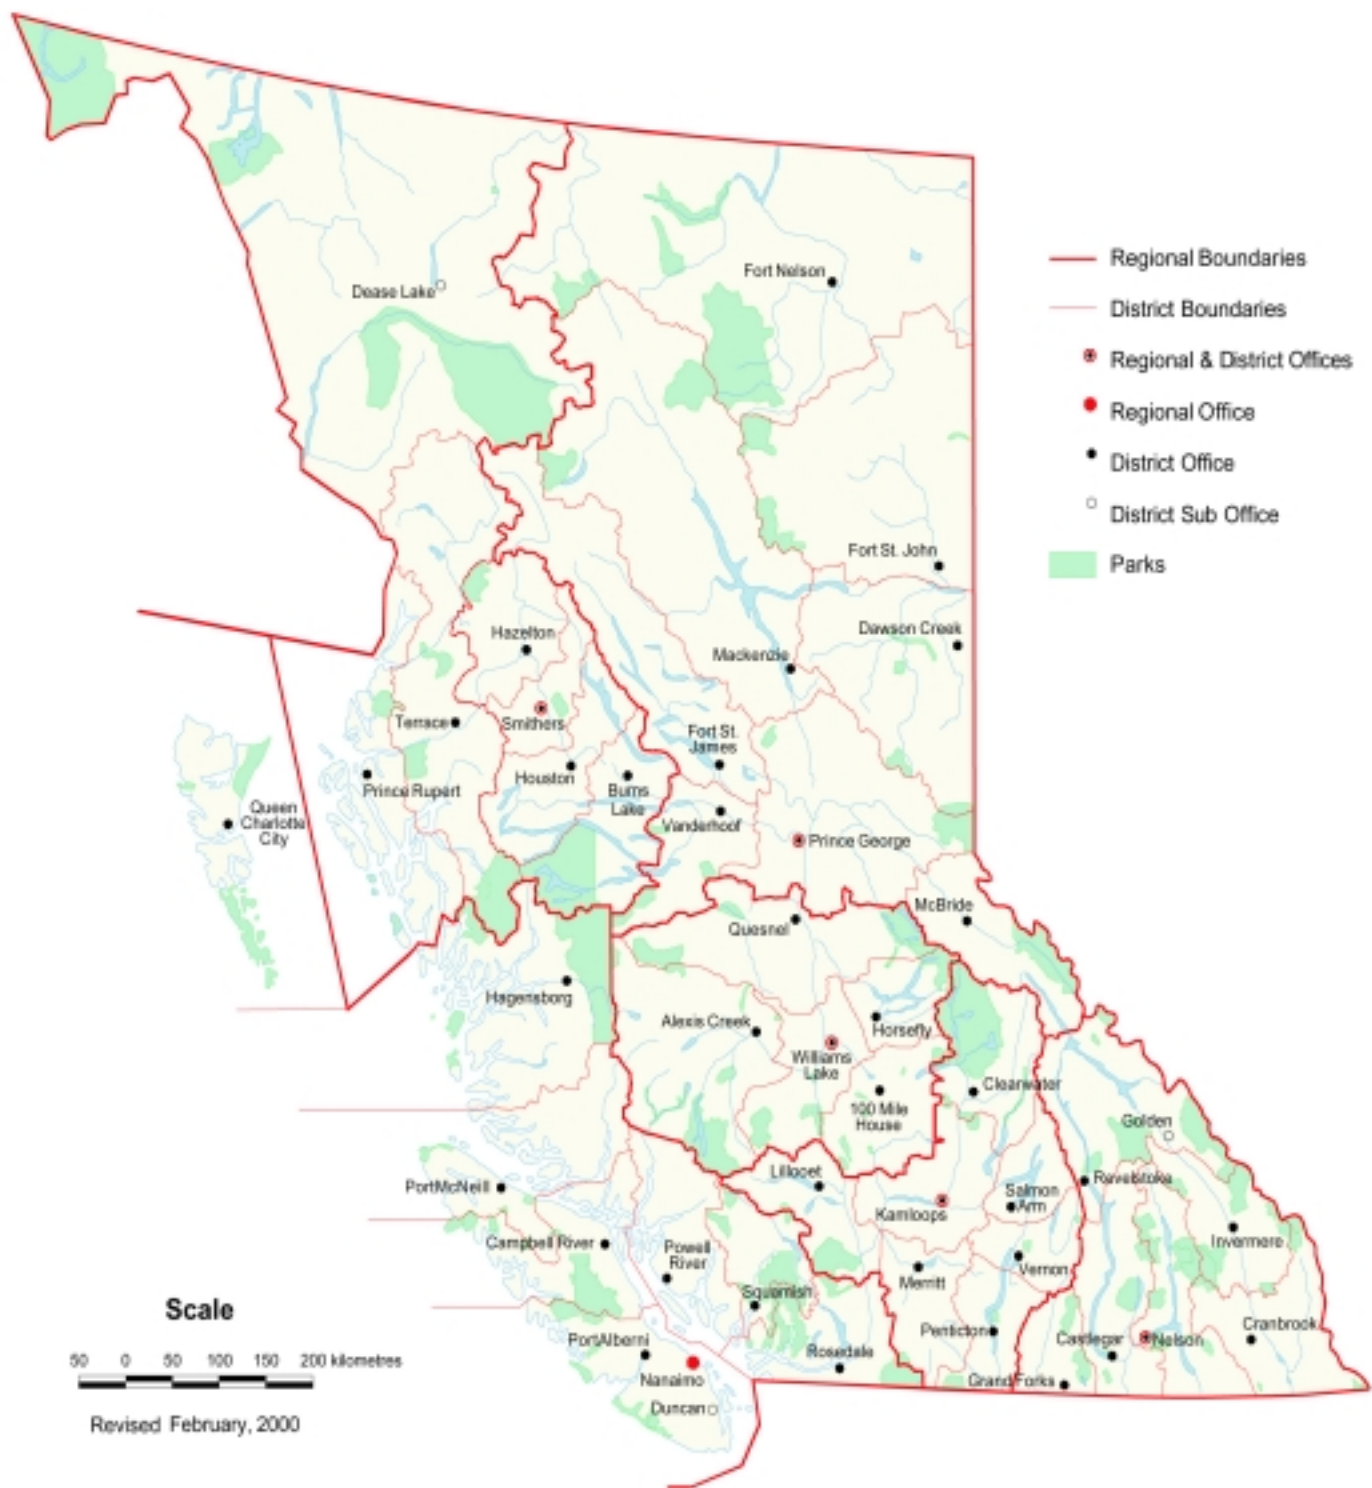 Dease Lake
Fort Nelson
Regional Boundaries
District Boundaries
Regional & District Offices
Regional Office
District Office
District Sub Office
Parks
Fort St. John
Hazelton
Dawson Creek
Mackenzie
Terrace
Smithers
Fort St.
James
Houston
Prince Rupert
Burns
Lake
Queen
Charlotte
City
Vanderhoof
Prince George
McBride
Quesnel
Hagensborg
Alexis Creek
Horsefly
Williams
Lake
Clearwater
100 Mile
House
Golden
Lillooet
Revelstoke
PortMcNeill
Salmon
Arm
Kamloops
Campbell River
Powell
River
Invermere
Vernon
Merritt
Squamish
Scale
Penticton
Castlegar
Nelson
Cranbrook
PortAlberni
Rosedale
50 0 50 100 150 200 kilometres
Nanaimo
Grand Forks
Duncan
Revised February, 2000